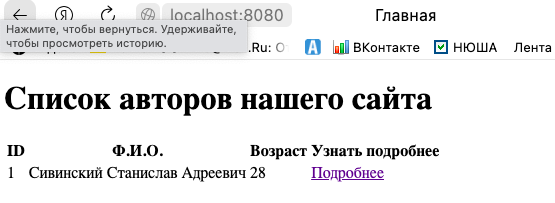 localhost:8080 Главная
Нажмите, чтобы вернуться. Удерживайте,
чтобы просмотреть историю.
.Ru: О А ВКонтакте НЮША Лента
Список авторов нашего сайта
ID Ф.И.О. Возраст Узнать подробнее
1 Сивинский Станислав Адреевич 28 Подробнее